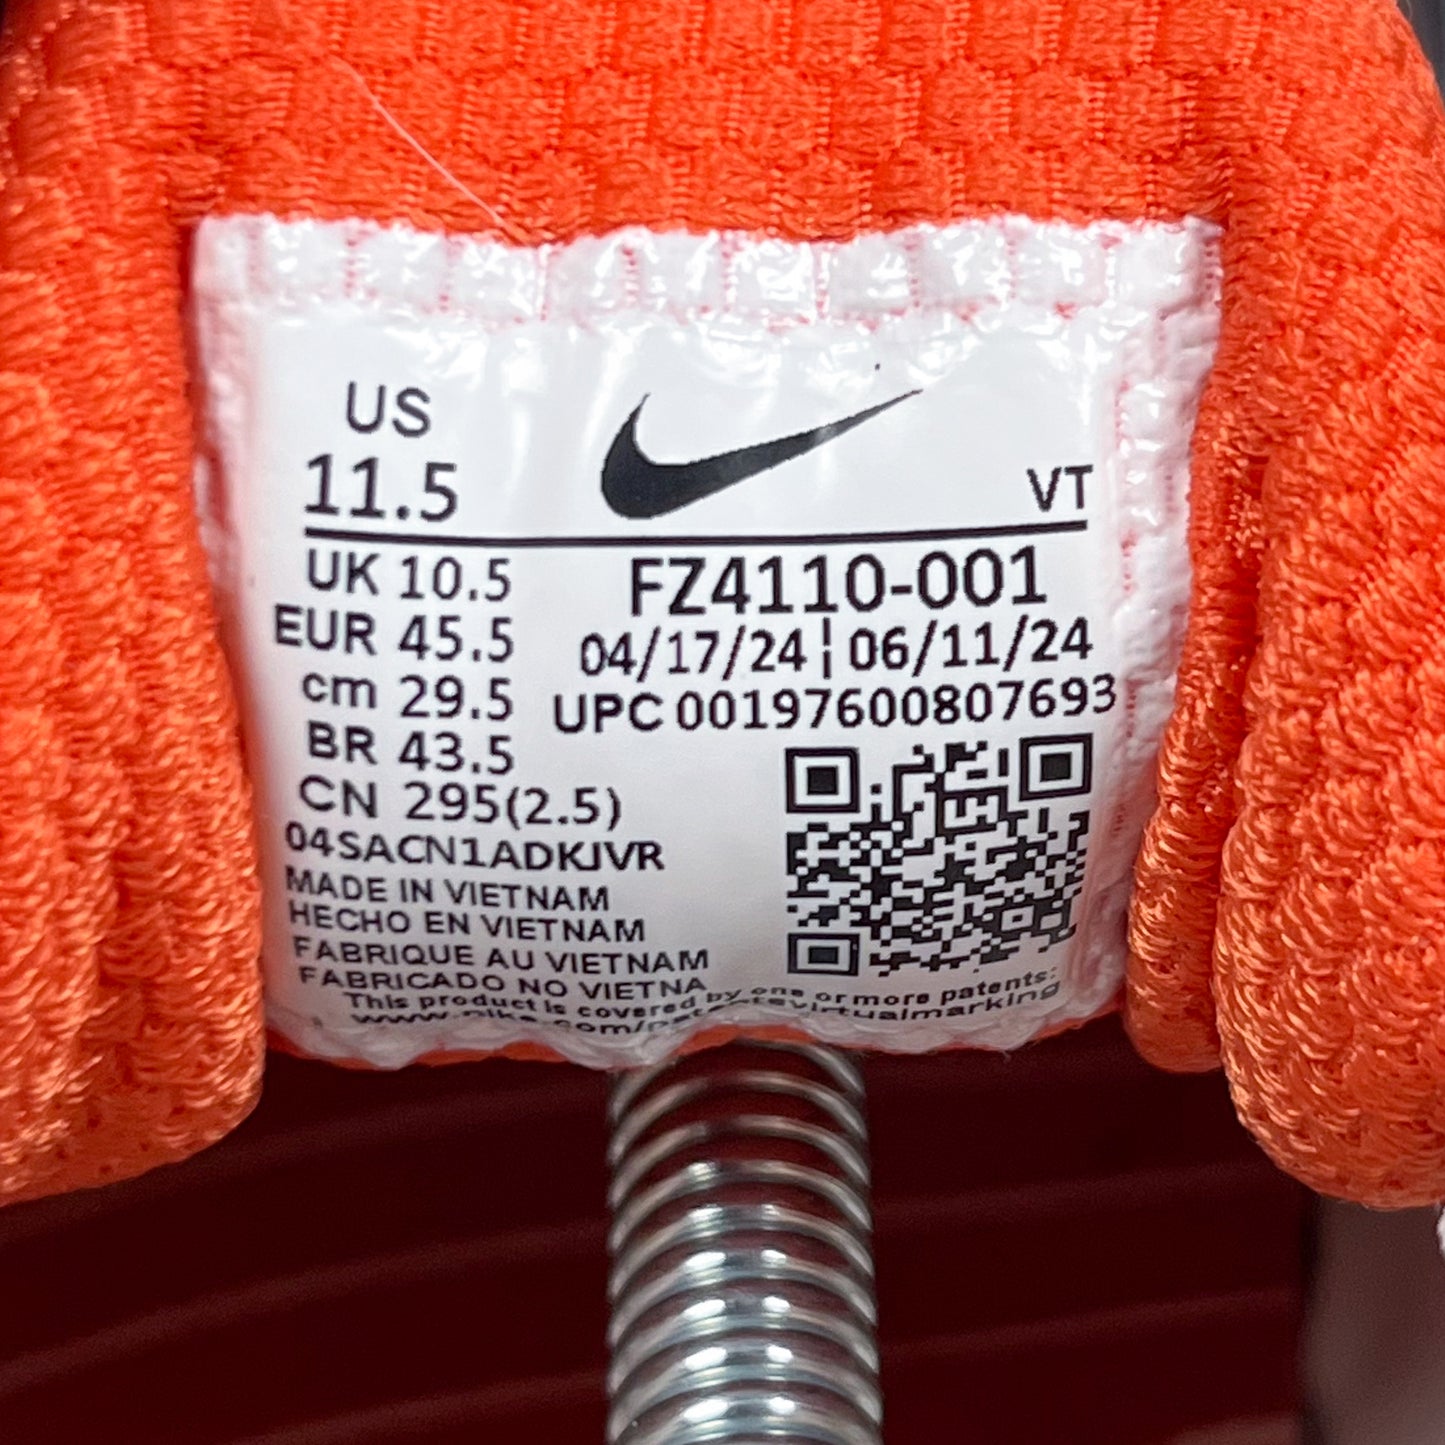 US
11.5
VT
UK 10.5
EUR 45.5
cm 29.5
BR 43.5
CN 295(2.5)
FZ4110-001
04/17/24 ¦ 06/11/24
UPC 00197600807693
04SACN1ADKJVR
MADE IN VIETNAM
HECHO EN VIETNAM
FABRIQUE AU VIETNAM
FABRICADO NO VIETNA
This product is covered by one or more patents: